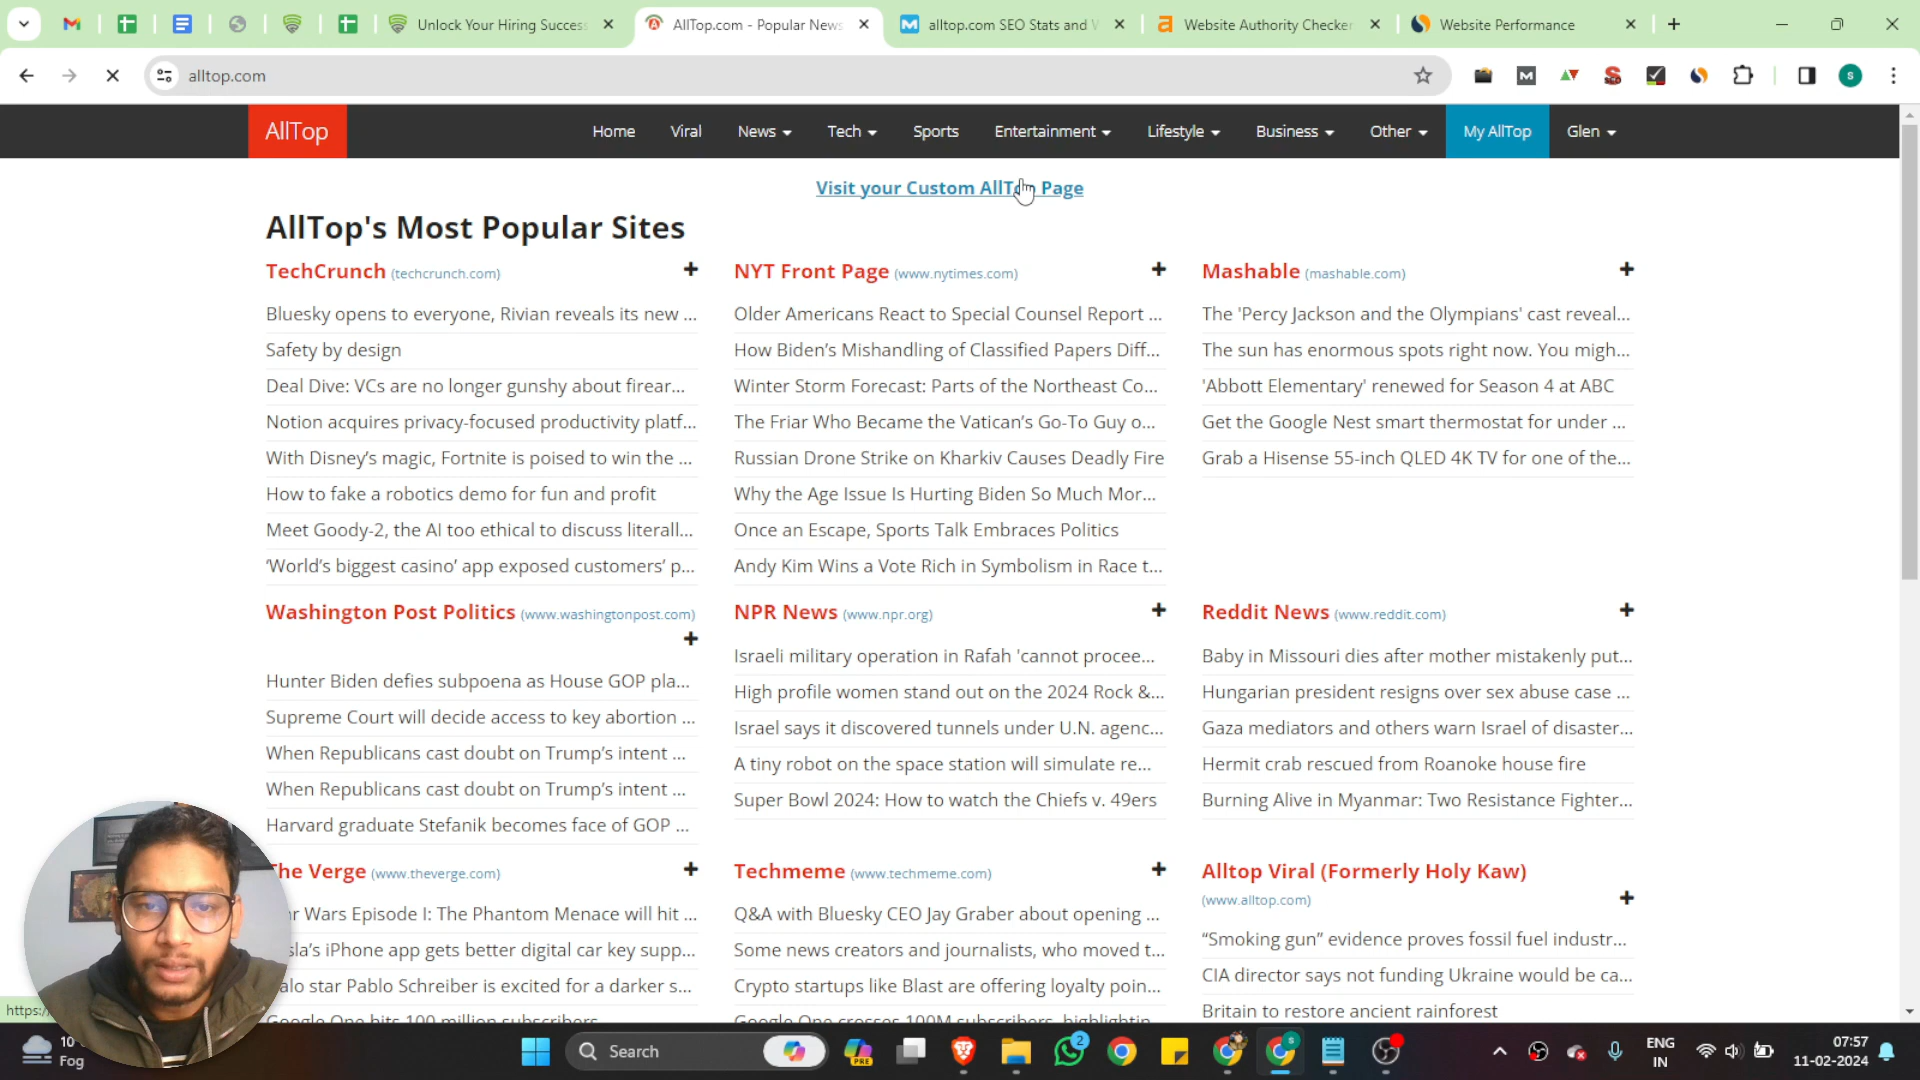 Unlock Your Hiring Success
AllTop.com - Popular News
alltop.com SEO Stats and
Website Authority Checker
Website Performance
alltop.com
S
AllTop
Home
Viral
News
Tech
Sports
Entertainment
Lifestyle
Business
Other
My AllTop
Glen
Visit your Custom AllTop Page
AllTop's Most Popular Sites
TechCrunch (techcrunch.com)
Bluesky opens to everyone, Rivian reveals its new ...
Safety by design
Deal Dive: VCs are no longer gunshy about firear...
Notion acquires privacy-focused productivity platf...
With Disney's magic, Fortnite is poised to win the ...
How to fake a robotics demo for fun and profit
Meet Goody-2, the AI too ethical to discuss literall...
'World's biggest casino' app exposed customers' p...
NYT Front Page (www.nytimes.com)
Older Americans React to Special Counsel Report ...
How Biden's Mishandling of Classified Papers Diff...
Winter Storm Forecast: Parts of the Northeast Co...
The Friar Who Became the Vatican's Go-To Guy o...
Russian Drone Strike on Kharkiv Causes Deadly Fire
Why the Age Issue Is Hurting Biden So Much Mor...
Once an Escape, Sports Talk Embraces Politics
Andy Kim Wins a Vote Rich in Symbolism in Race t...
Mashable (mashable.com)
The 'Percy Jackson and the Olympians' cast reveal...
The sun has enormous spots right now. You migh...
'Abbott Elementary' renewed for Season 4 at ABC
Get the Google Nest smart thermostat for under ...
Grab a Hisense 55-inch QLED 4K TV for one of the...
Washington Post Politics (www.washingtonpost.com)
Hunter Biden defies subpoena as House GOP pla...
Supreme Court will decide access to key abortion ...
When Republicans cast doubt on Trump's intent ...
When Republicans cast doubt on Trump's intent ...
Harvard graduate Stefanik becomes face of GOP ...
NPR News (www.npr.org)
Israeli military operation in Rafah 'cannot procee...
High profile women stand out on the 2024 Rock &...
Israel says it discovered tunnels under U.N. agenc...
A tiny robot on the space station will simulate re...
Super Bowl 2024: How to watch the Chiefs v. 49ers
Reddit News (www.reddit.com)
Baby in Missouri dies after mother mistakenly put...
Hungarian president resigns over sex abuse case ...
Gaza mediators and others warn Israel of disaster...
Hermit crab rescued from Roanoke house fire
Burning Alive in Myanmar: Two Resistance Fighter...
The Verge (www.theverge.com)
Wars Episode I: The Phantom Menace will hit ...
iPhone app gets better digital car key supp...
star Pablo Schreiber is excited for a darker s...
Google One hits 100 million subscribers
Techmeme (www.techmeme.com)
Q&A with Bluesky CEO Jay Graber about opening ...
Some news creators and journalists, who moved t...
Crypto startups like Blast are offering loyalty poin...
Google One crosses 100M subscribers, highlightin
Alltop Viral (Formerly Holy Kaw)
(www.alltop.com)
"Smoking gun" evidence proves fossil fuel industr...
CIA director says not funding Ukraine would be ca...
Britain to restore ancient rainforest
https:/
10°
Fog
Search
PRE
2
ENG
IN
07:57
11-02-2024